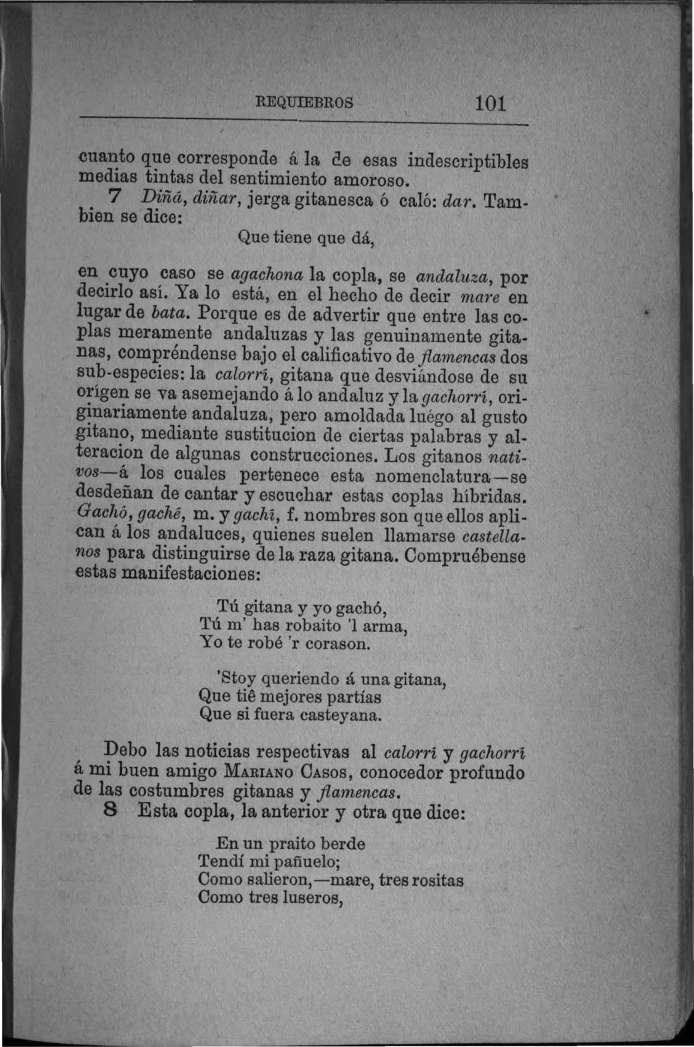 REQUIEBROS 101
cuanto que corresponde á la de esas indescriptibles
medias tintas del sentimiento amoroso.
7 Diñá, diñar, jerga gitanesca ó caló: dar. Tam-
bien se dice:
Que tiene que dá,
en cuyo caso se agachona la copla, se andaluza, por
decirlo así. Ya lo está, en el hecho de decir mare en
lugar de bata. Porque es de advertir que entre las co-
plas meramente andaluzas y las genuinamente gita-
nas, compréndense bajo el calificativo de flamencas dos
sub-especies: la calorrí, gitana que desviándose de su
orígen se va asemejando á lo andaluz y la gachorrí, ori-
ginariamente andaluza, pero amoldada luégo al gusto
gitano, mediante sustitucion de ciertas palabras y al-
teracion de algunas construcciones. Los gitanos nati-
vos—á los cuales pertenece esta nomenclatura—se
desdeñan de cantar y escuchar estas coplas híbridas.
Gachó, gaché, m. y gachí, f. nombres son que ellos apli-
can á los andaluces, quienes suelen llamarse castella-
nos para distinguirse de la raza gitana. Compruébense
estas manifestaciones:
Tú gitana y yo gachó,
Tú m' has robaito 'l arma,
Yo te robé 'r corason.
'Stoy queriendo á una gitana,
Que tiê mejores partías
Que si fuera casteyana.
Debo las noticias respectivas al calorrí y gachorrí
á mi buen amigo MARIANO CASOS, conocedor profundo
de las costumbres gitanas y flamencas.
8 Esta copla, la anterior y otra que dice:
En un praito berde
Tendí mi pañuelo;
Como salieron,—mare, tres rositas
Como tres luseros,